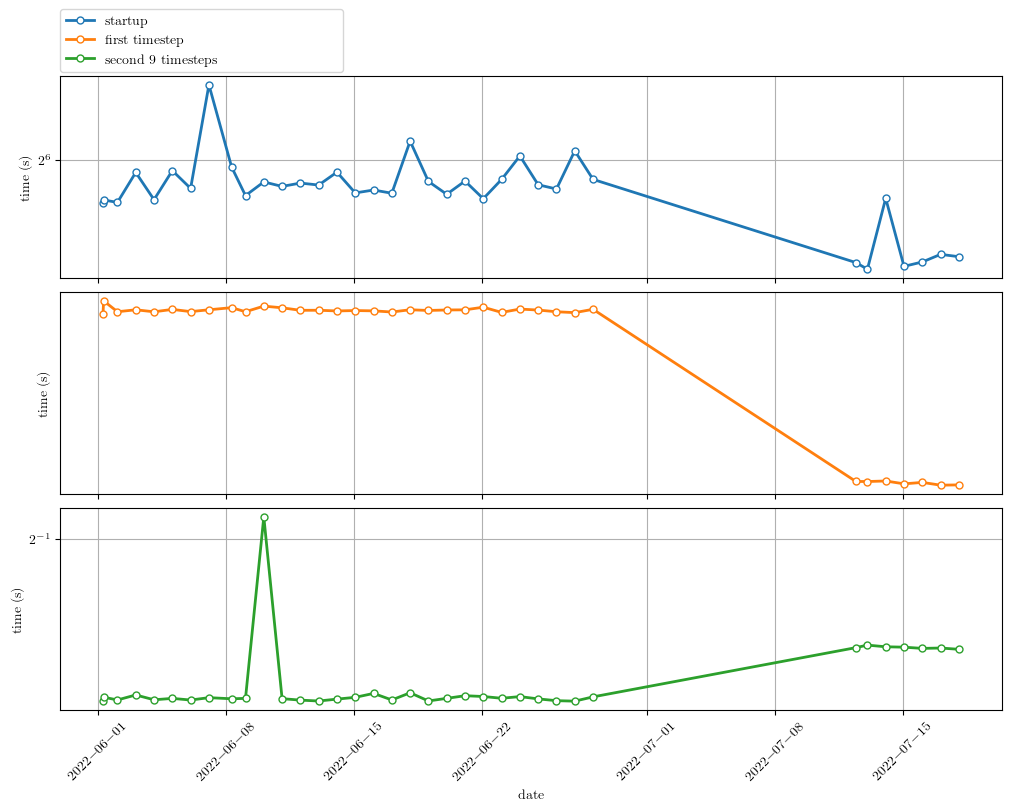 startup
first timestep
second 9 timesteps
time (s)
2^6
time (s)
time (s)
2^−1
2022−06−01
2022−06−08
2022−06−15
2022−06−22
2022−07−01
2022−07−08
2022−07−15
date